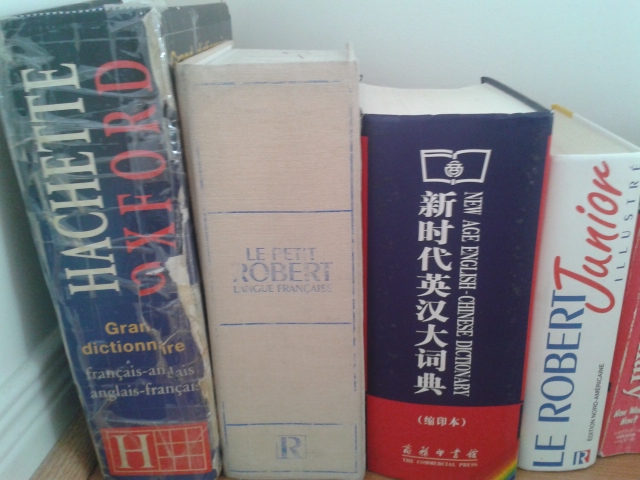 HACHETTE
OXFORD
Gran
dictionnaire
français-anglais
anglais-français
H
LE PETIT
ROBERT
LANGUE FRANÇAISE
R
新时代英汉大词典
NEW AGE ENGLISH-CHINESE DICTIONARY
(缩印本)
商务印书馆
THE COMMERCIAL PRESS
LE ROBERT
Junior
ILLUSTRÉ
ÉDITION NORD-AMÉRICAINE